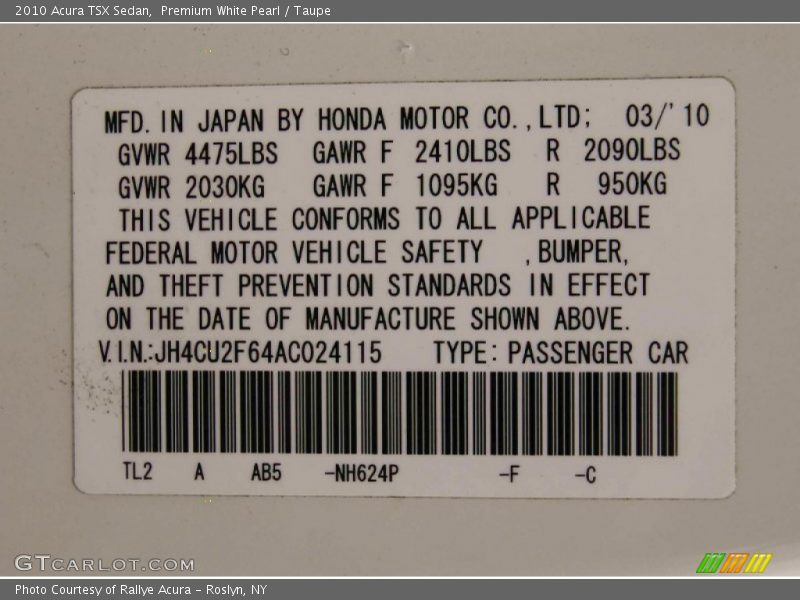 2010 Acura TSX Sedan,  Premium White Pearl / Taupe
MFD. IN JAPAN BY HONDA MOTOR CO.,LTD;  03/'10
GVWR 4475LBS  GAWR F 2410LBS  R 2090LBS
GVWR 2030KG  GAWR F 1095KG  R 950KG
THIS VEHICLE CONFORMS TO ALL APPLICABLE
FEDERAL MOTOR VEHICLE SAFETY  ,BUMPER,
AND THEFT PREVENTION STANDARDS IN EFFECT
ON THE DATE OF MANUFACTURE SHOWN ABOVE.
V.I.N.:JH4CU2F64AC024115  TYPE: PASSENGER CAR
TL2  A  AB5  -NH624P  -F  -C
GTCARLOT.COM
Photo Courtesy of Rallye Acura - Roslyn, NY